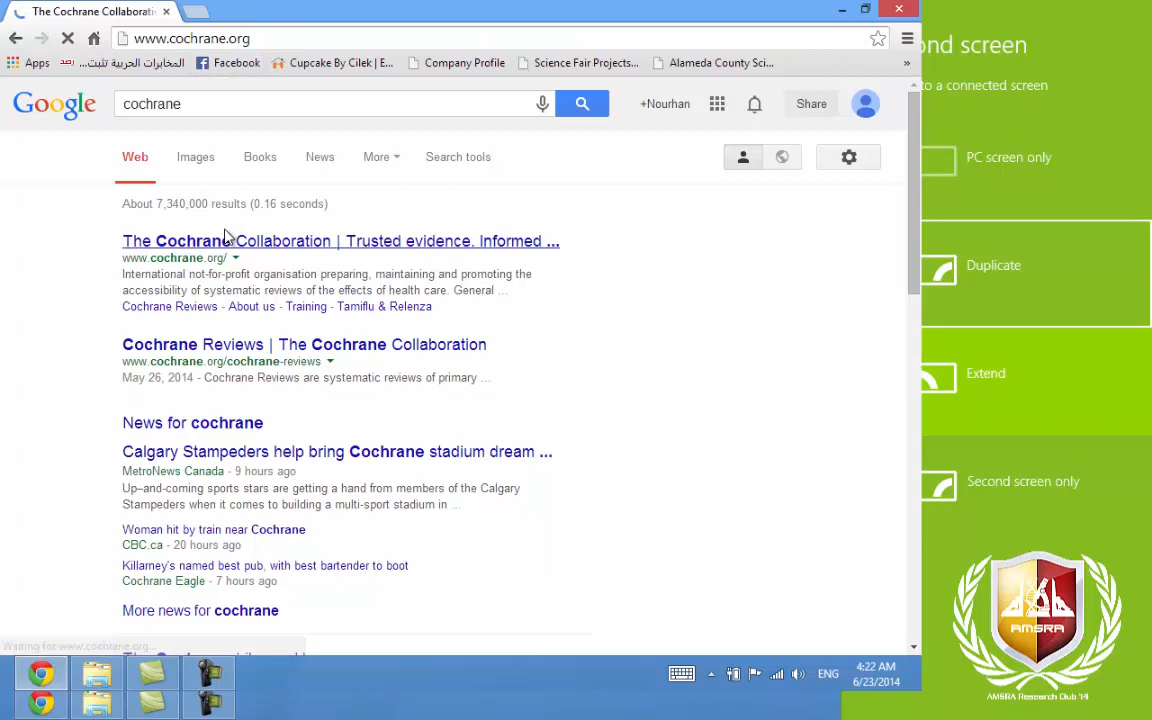 The Cochrane Collaborati
www.cochrane.org
Apps
المخابرات الحربية تثبت...
Facebook
Cupcake By Cilek | E...
Company Profile
Science Fair Projects...
Alameda County Sci...
»
Google
cochrane
+Nourhan
Share
Web
Images
Books
News
More
Search tools
About 7,340,000 results (0.16 seconds)
The Cochrane Collaboration | Trusted evidence. Informed ...
www.cochrane.org/
International not-for-profit organisation preparing, maintaining and promoting the
accessibility of systematic reviews of the effects of health care. General ...
Cochrane Reviews - About us - Training - Tamiflu & Relenza
Cochrane Reviews | The Cochrane Collaboration
www.cochrane.org/cochrane-reviews
May 26, 2014 - Cochrane Reviews are systematic reviews of primary ...
News for cochrane
Calgary Stampeders help bring Cochrane stadium dream ...
MetroNews Canada - 9 hours ago
Up–and-coming sports stars are getting a hand from members of the Calgary
Stampeders when it comes to building a multi-sport stadium in ...
Woman hit by train near Cochrane
CBC.ca - 20 hours ago
Killarney's named best pub, with best bartender to boot
Cochrane Eagle - 7 hours ago
More news for cochrane
Waiting for www.cochrane.org...
ENG
4:22 AM
6/23/2014
ond screen
to a connected screen
PC screen only
Duplicate
Extend
Second screen only
AMSRA
AMSRA Research Club '14